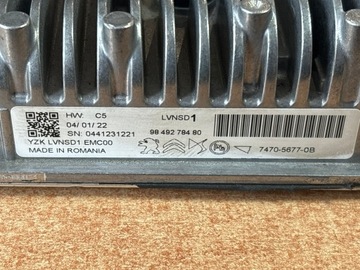 HW: C5
LVNSD1
04/01/22
SN: 0441231221
98 492 784 80
YZK LVNSD1 EMC00
MADE IN ROMANIA
7470-5677-0B